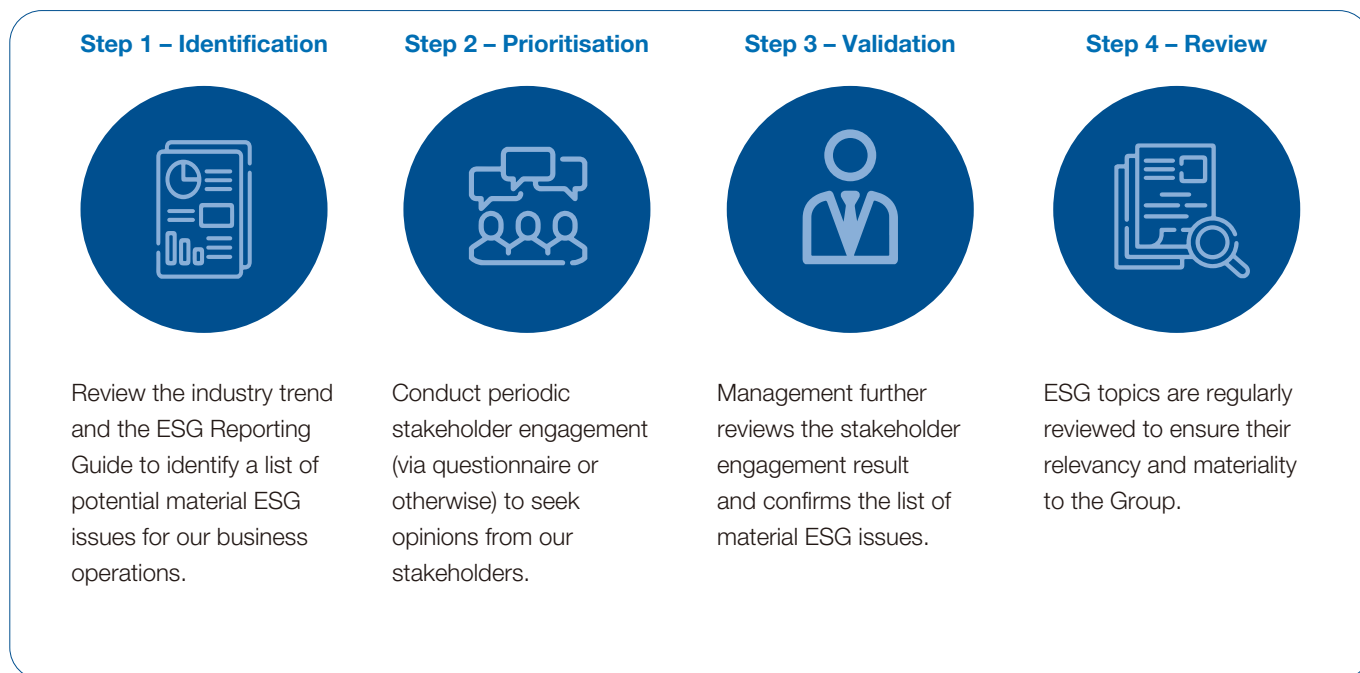 Step 1 – Identification
Review the industry trend
and the ESG Reporting
Guide to identify a list of
potential material ESG
issues for our business
operations.
Step 2 – Prioritisation
Conduct periodic
stakeholder engagement
(via questionnaire or
otherwise) to seek
opinions from our
stakeholders.
Step 3 – Validation
Management further
reviews the stakeholder
engagement result
and confirms the list of
material ESG issues.
Step 4 – Review
ESG topics are regularly
reviewed to ensure their
relevancy and materiality
to the Group.